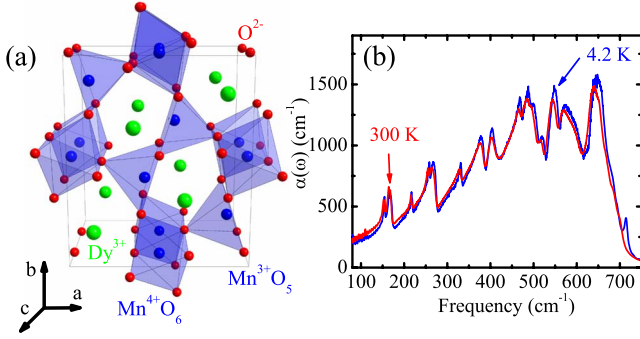 (a)
O²⁻
Dy³⁺
Mn³⁺O₅
Mn⁴⁺O₆
b
a
c
(b)
4.2 K
300 K
α(ω) (cm⁻¹)
1500
1000
500
0
100 200 300 400 500 600 700
Frequency (cm⁻¹)